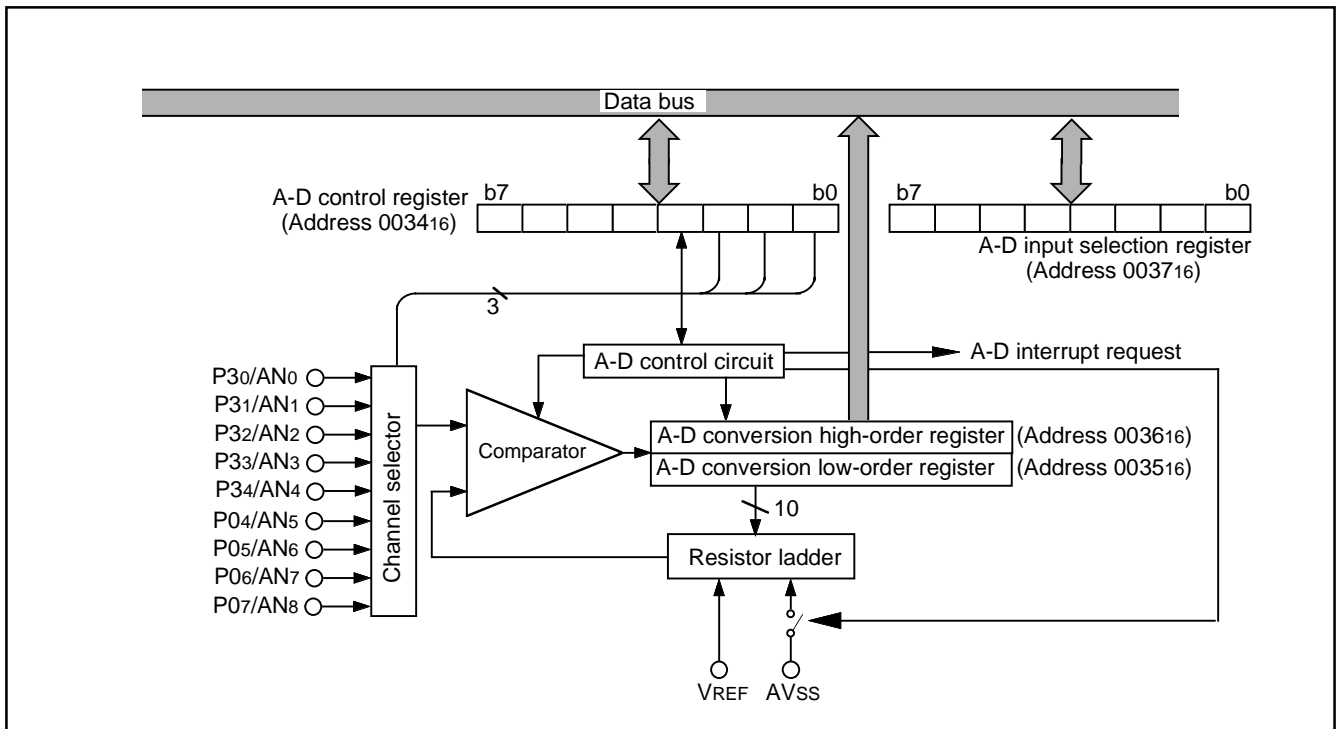 Data bus
A-D control register
(Address 003416)
b7 b0
b7 b0
A-D input selection register
(Address 003716)
3
A-D control circuit
A-D interrupt request
P30/AN0
P31/AN1
P32/AN2
P33/AN3
P34/AN4
P04/AN5
P05/AN6
P06/AN7
P07/AN8
Channel selector
Comparator
A-D conversion high-order register (Address 003616)
A-D conversion low-order register (Address 003516)
10
Resistor ladder
VREF AVSS